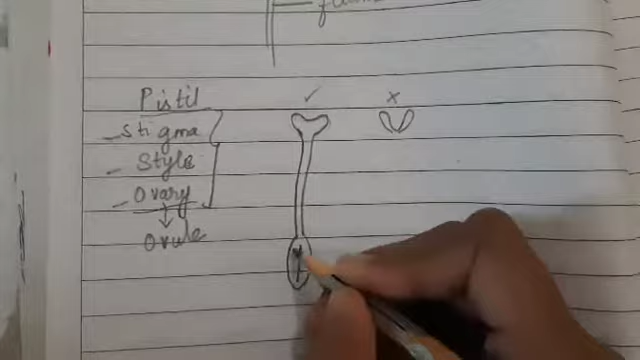 Pistil
- Stigma
- Style
- Ovary
Ovule